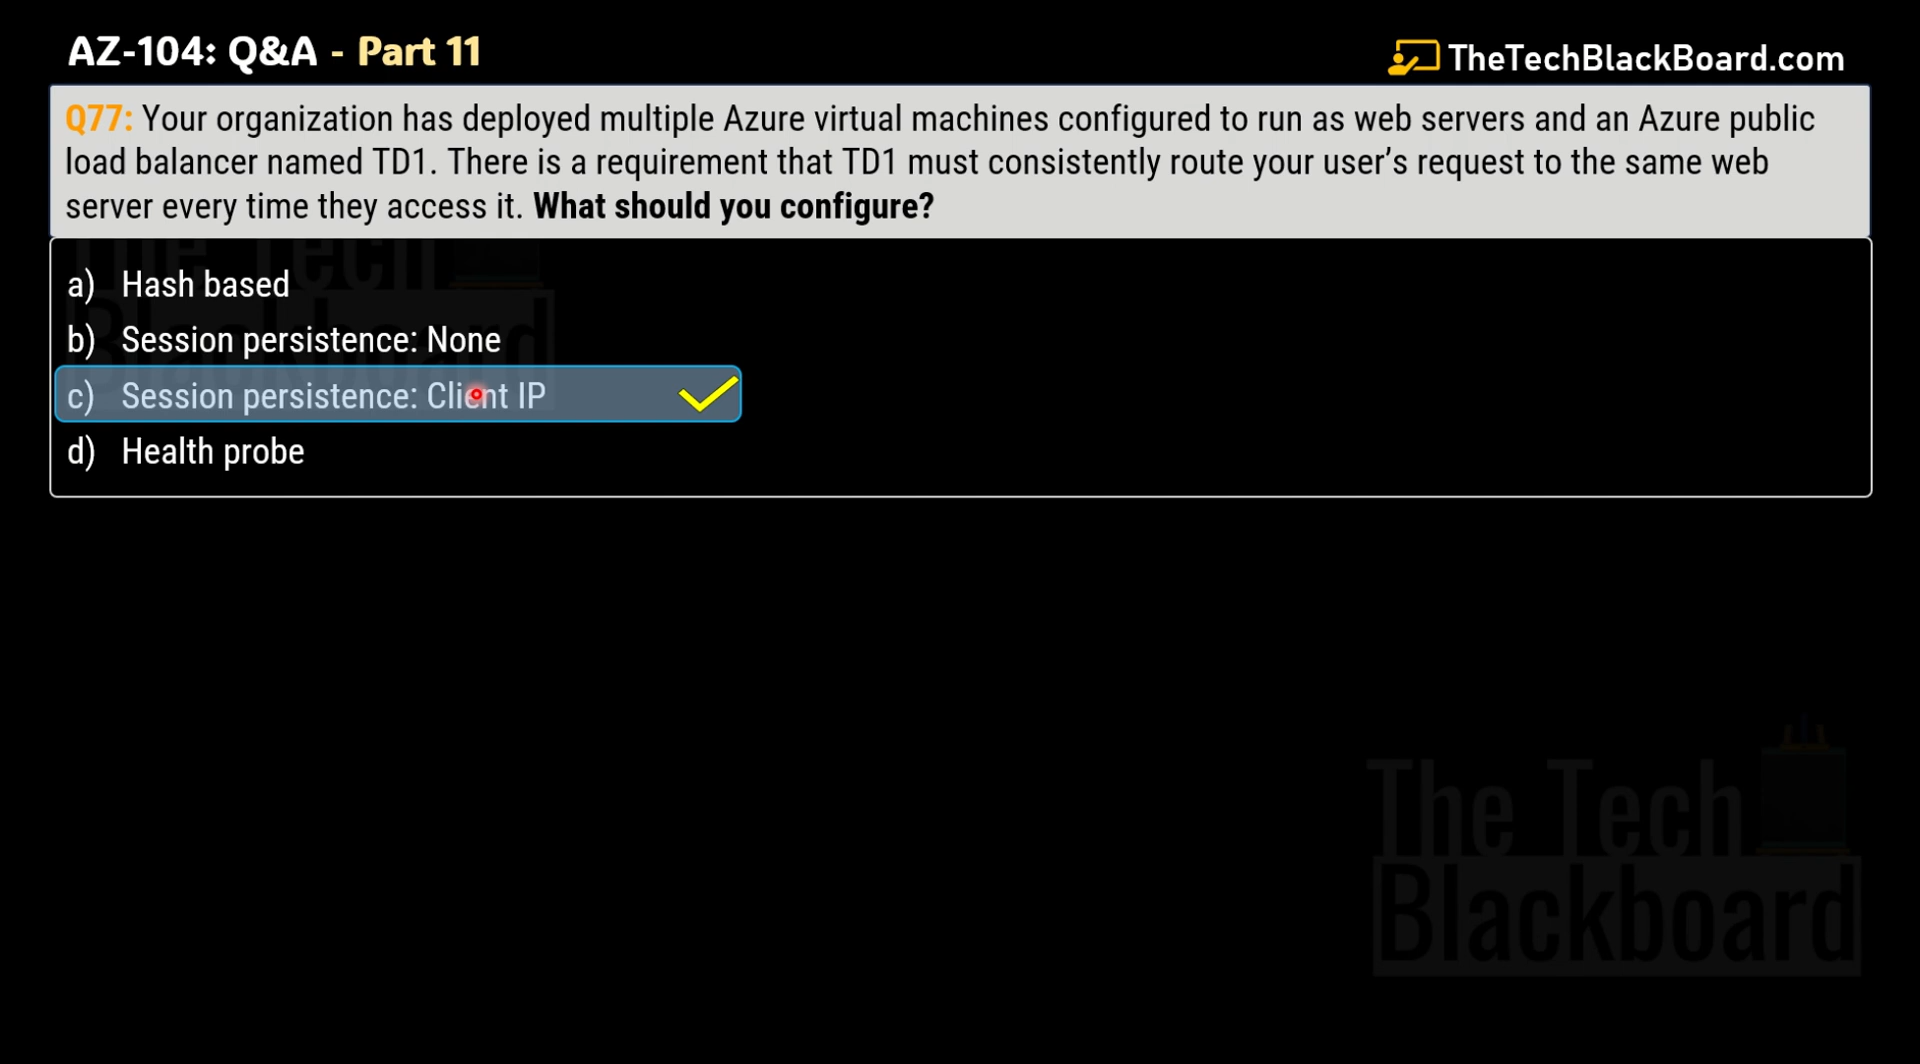 AZ-104: Q&A - Part 11
TheTechBlackBoard.com
Q77: Your organization has deployed multiple Azure virtual machines configured to run as web servers and an Azure public
load balancer named TD1. There is a requirement that TD1 must consistently route your user’s request to the same web
server every time they access it. What should you configure?
The Tech
Blackboard
a) Hash based
b) Session persistence: None
c) Session persistence: Client IP
d) Health probe
The Tech
Blackboard